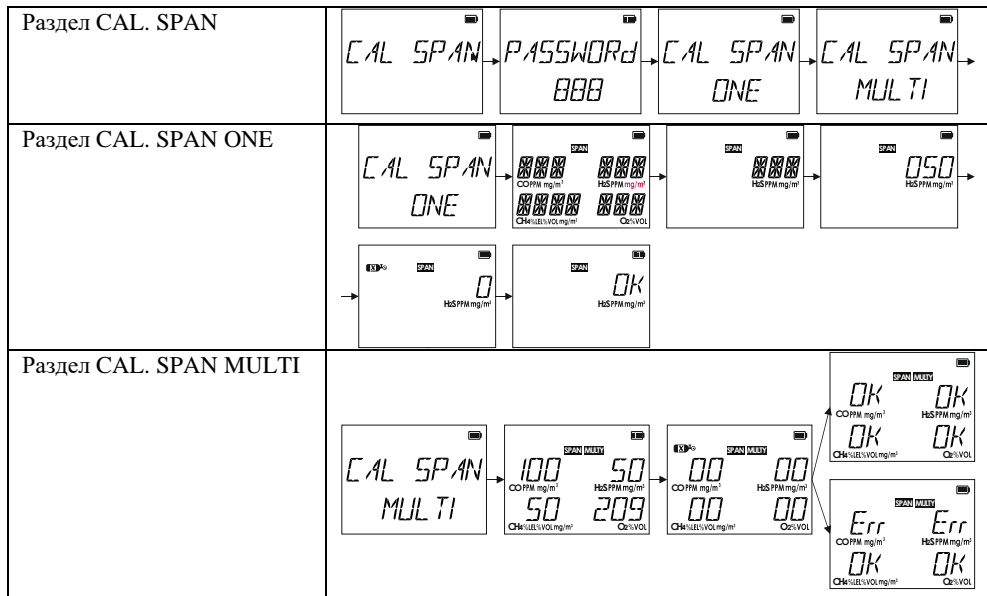 Раздел CAL. SPAN
CAL SPAN
PASSWORd
888
CAL SPAN
ONE
CAL SPAN
MULTI
Раздел CAL. SPAN ONE
CAL SPAN
ONE
SPAN
CO PPM mg/m³ H2S PPM mg/m³
CH4 %LEL%VOL mg/m³ O2 %VOL
SPAN
H2S PPM mg/m³
SPAN
050
H2S PPM mg/m³
SPAN
0
H2S PPM mg/m³
SPAN
OK
H2S PPM mg/m³
Раздел CAL. SPAN MULTI
CAL SPAN
MULTI
SPAN MULTY
100 50
CO PPM mg/m³ H2S PPM mg/m³
50 209
CH4 %LEL%VOL mg/m³ O2 %VOL
SPAN MULTY
00 00
CO PPM mg/m³ H2S PPM mg/m³
00 00
CH4 %LEL%VOL mg/m³ O2 %VOL
SPAN MULTY
OK OK
CO PPM mg/m³ H2S PPM mg/m³
OK OK
CH4 %LEL%VOL mg/m³ O2 %VOL
SPAN MULTY
Err Err
CO PPM mg/m³ H2S PPM mg/m³
OK OK
CH4 %LEL%VOL mg/m³ O2 %VOL